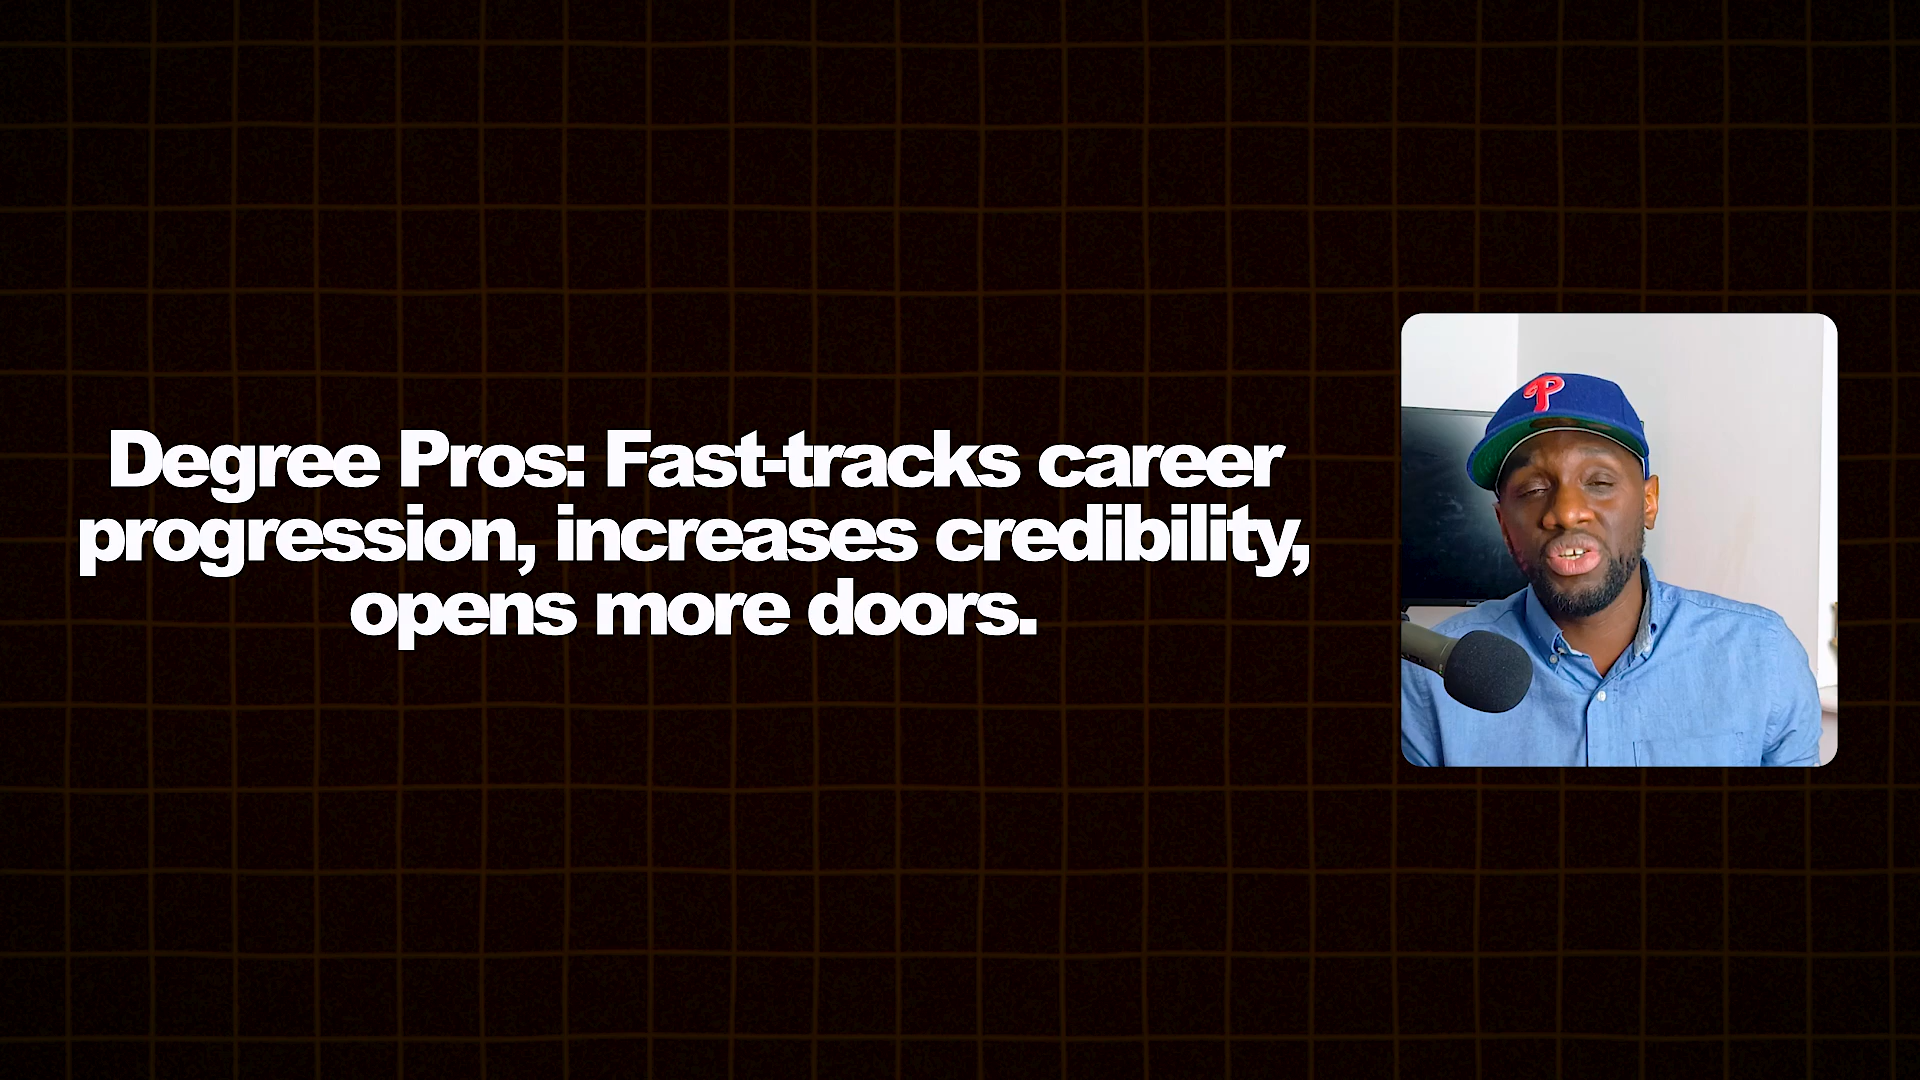 Degree Pros: Fast-tracks career
progression, increases credibility,
opens more doors.
P